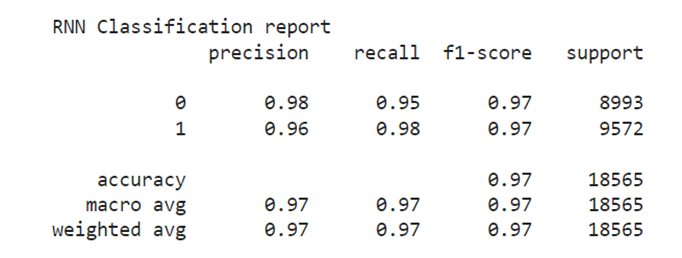 RNN Classification report
precision recall f1-score support
0 0.98 0.95 0.97 8993
1 0.96 0.98 0.97 9572
accuracy 0.97 18565
macro avg 0.97 0.97 0.97 18565
weighted avg 0.97 0.97 0.97 18565